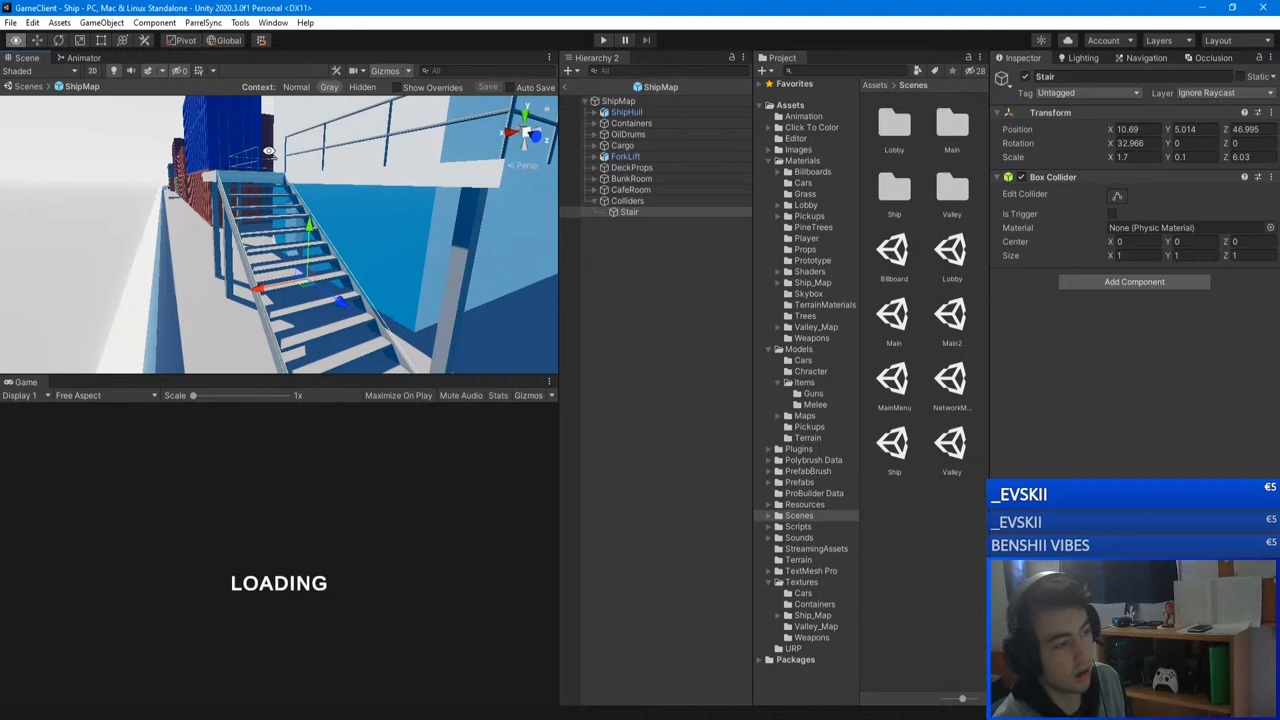 GameClient - Ship - PC, Mac & Linux Standalone - Unity 2020.3.0f1 Personal <DX11>
File Edit Assets GameObject Component ParrelSync Tools Window Help
Pivot Global
Account Layers Layout
Scene Animator
Shaded 2D 0 Gizmos All
Scenes ShipMap Context: Normal Gray Hidden Show Overrides Save Auto Save
y
x
z
Persp
Game
Display 1 Free Aspect Scale 1x Maximize On Play Mute Audio Stats Gizmos
LOADING
Hierarchy 2
All
ShipMap
ShipMap
ShipHull
Containers
OilDrums
Cargo
ForkLift
DeckProps
BunkRoom
CafeRoom
Colliders
Stair
Project
28
Favorites
Assets
Animation
Click To Color
Editor
Images
Materials
Billboards
Cars
Grass
Lobby
Pickups
PineTrees
Player
Props
Prototype
Shaders
Ship_Map
Skybox
TerrainMaterials
Trees
Valley_Map
Weapons
Models
Cars
Chracter
Items
Guns
Melee
Maps
Pickups
Terrain
Plugins
Polybrush Data
PrefabBrush
Prefabs
ProBuilder Data
Resources
Scenes
Scripts
Sounds
StreamingAssets
Terrain
TextMesh Pro
Textures
Cars
Containers
Ship_Map
Valley_Map
Weapons
URP
Packages
Assets Scenes
Lobby Main
Ship Valley
Billboard Lobby
Main Main2
MainMenu NetworkM...
Ship Valley
Inspector Lighting Navigation Occlusion
Stair Static
Tag Untagged Layer Ignore Raycast
Transform
Position X 10.69 Y 5.014 Z 46.995
Rotation X 32.966 Y 0 Z 0
Scale X 1.7 Y 0.1 Z 6.03
Box Collider
Edit Collider
Is Trigger
Material None (Physic Material)
Center X 0 Y 0 Z 0
Size X 1 Y 1 Z 1
Add Component
_EVSKII €5
_EVSKII €5
BENSHII VIBES €5